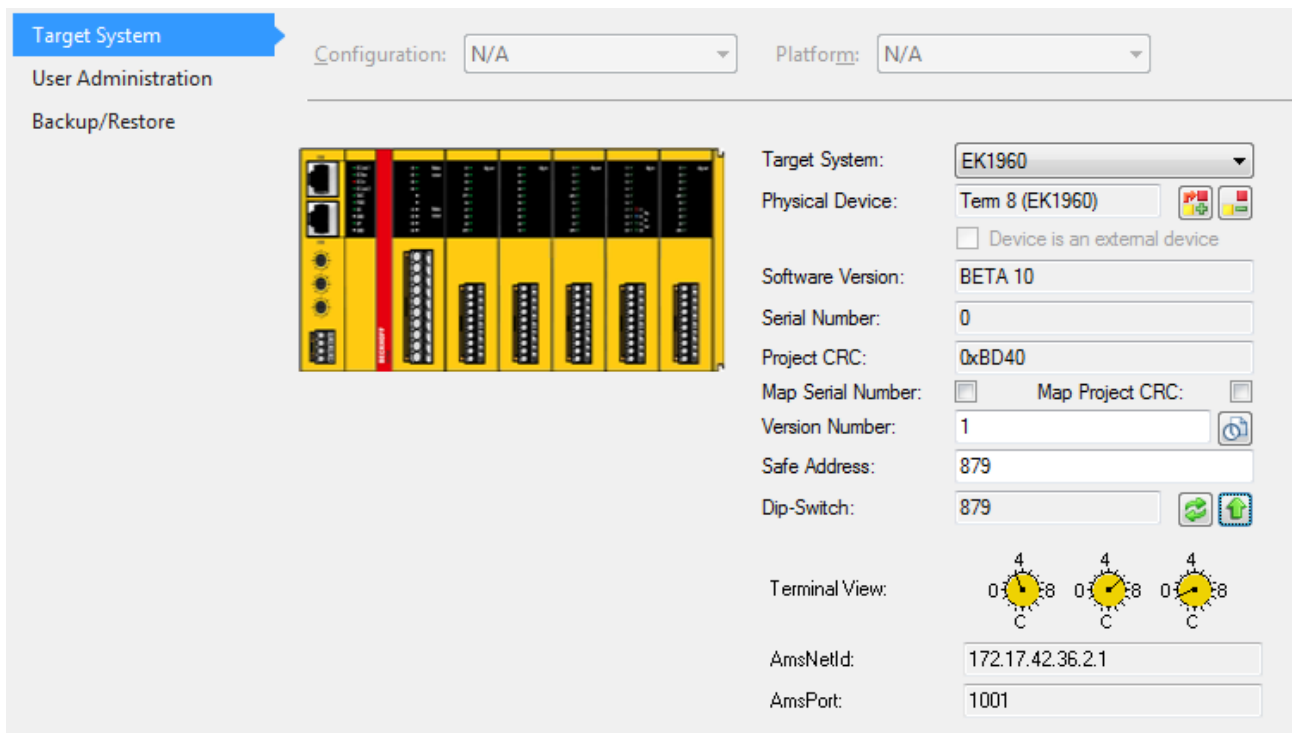 Target System
User Administration
Backup/Restore
Configuration: N/A Platform: N/A
BECKHOFF
Target System: EK1960
Physical Device: Term 8 (EK1960)
Device is an external device
Software Version: BETA 10
Serial Number: 0
Project CRC: 0xBD40
Map Serial Number: Map Project CRC:
Version Number: 1
Safe Address: 879
Dip-Switch: 879
4 4 4
Terminal View: 0 8 0 8 0 8
C C C
AmsNetId: 172.17.42.36.2.1
AmsPort: 1001